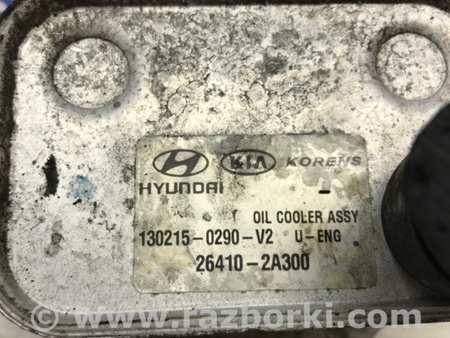 HYUNDAI KIA KORENS
OIL COOLER ASSY
130215-0290-V2 U-ENG
26410-2A300
www.razborki.com